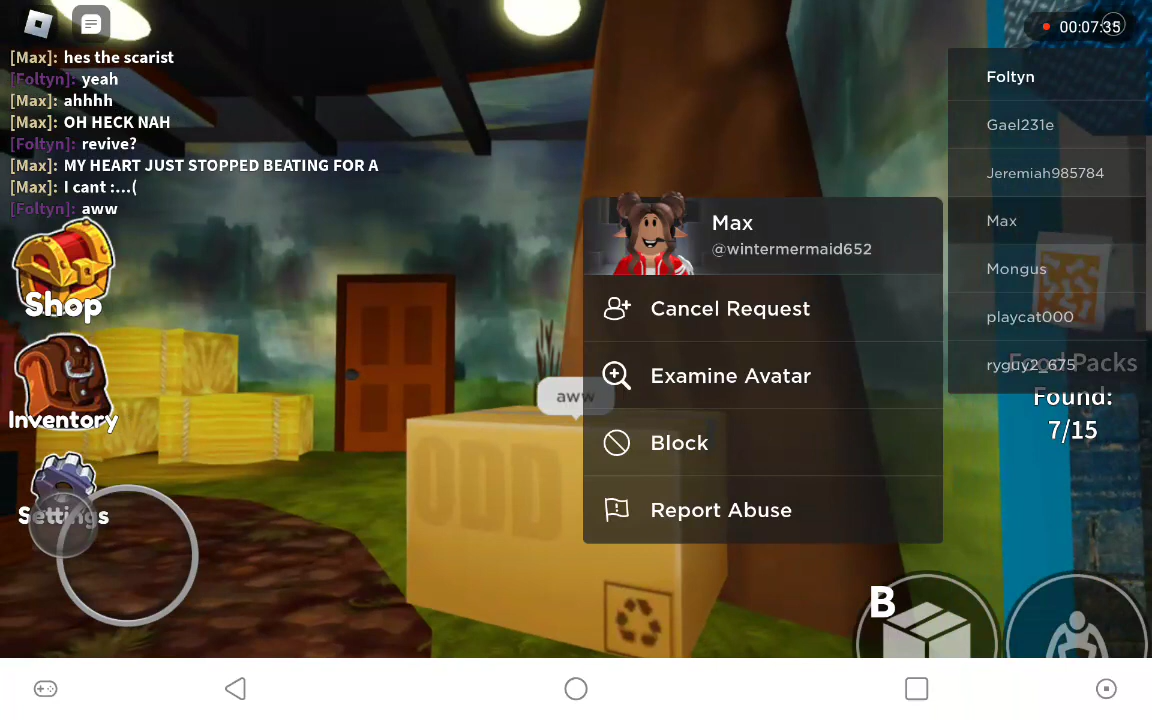 [Max]: hes the scarist
[Foltyn]: yeah
[Max]: ahhhh
[Max]: OH HECK NAH
[Foltyn]: revive?
[Max]: MY HEART JUST STOPPED BEATING FOR A
[Max]: I cant :...(
[Foltyn]: aww
Shop
Inventory
Settings
aww
Max
@wintermermaid652
Cancel Request
Examine Avatar
Block
Report Abuse
00:07:35
Foltyn
Gael231e
Jeremiah985784
Max
Mongus
playcat000
ryguy2_675
Food Packs
Found:
7/15
B